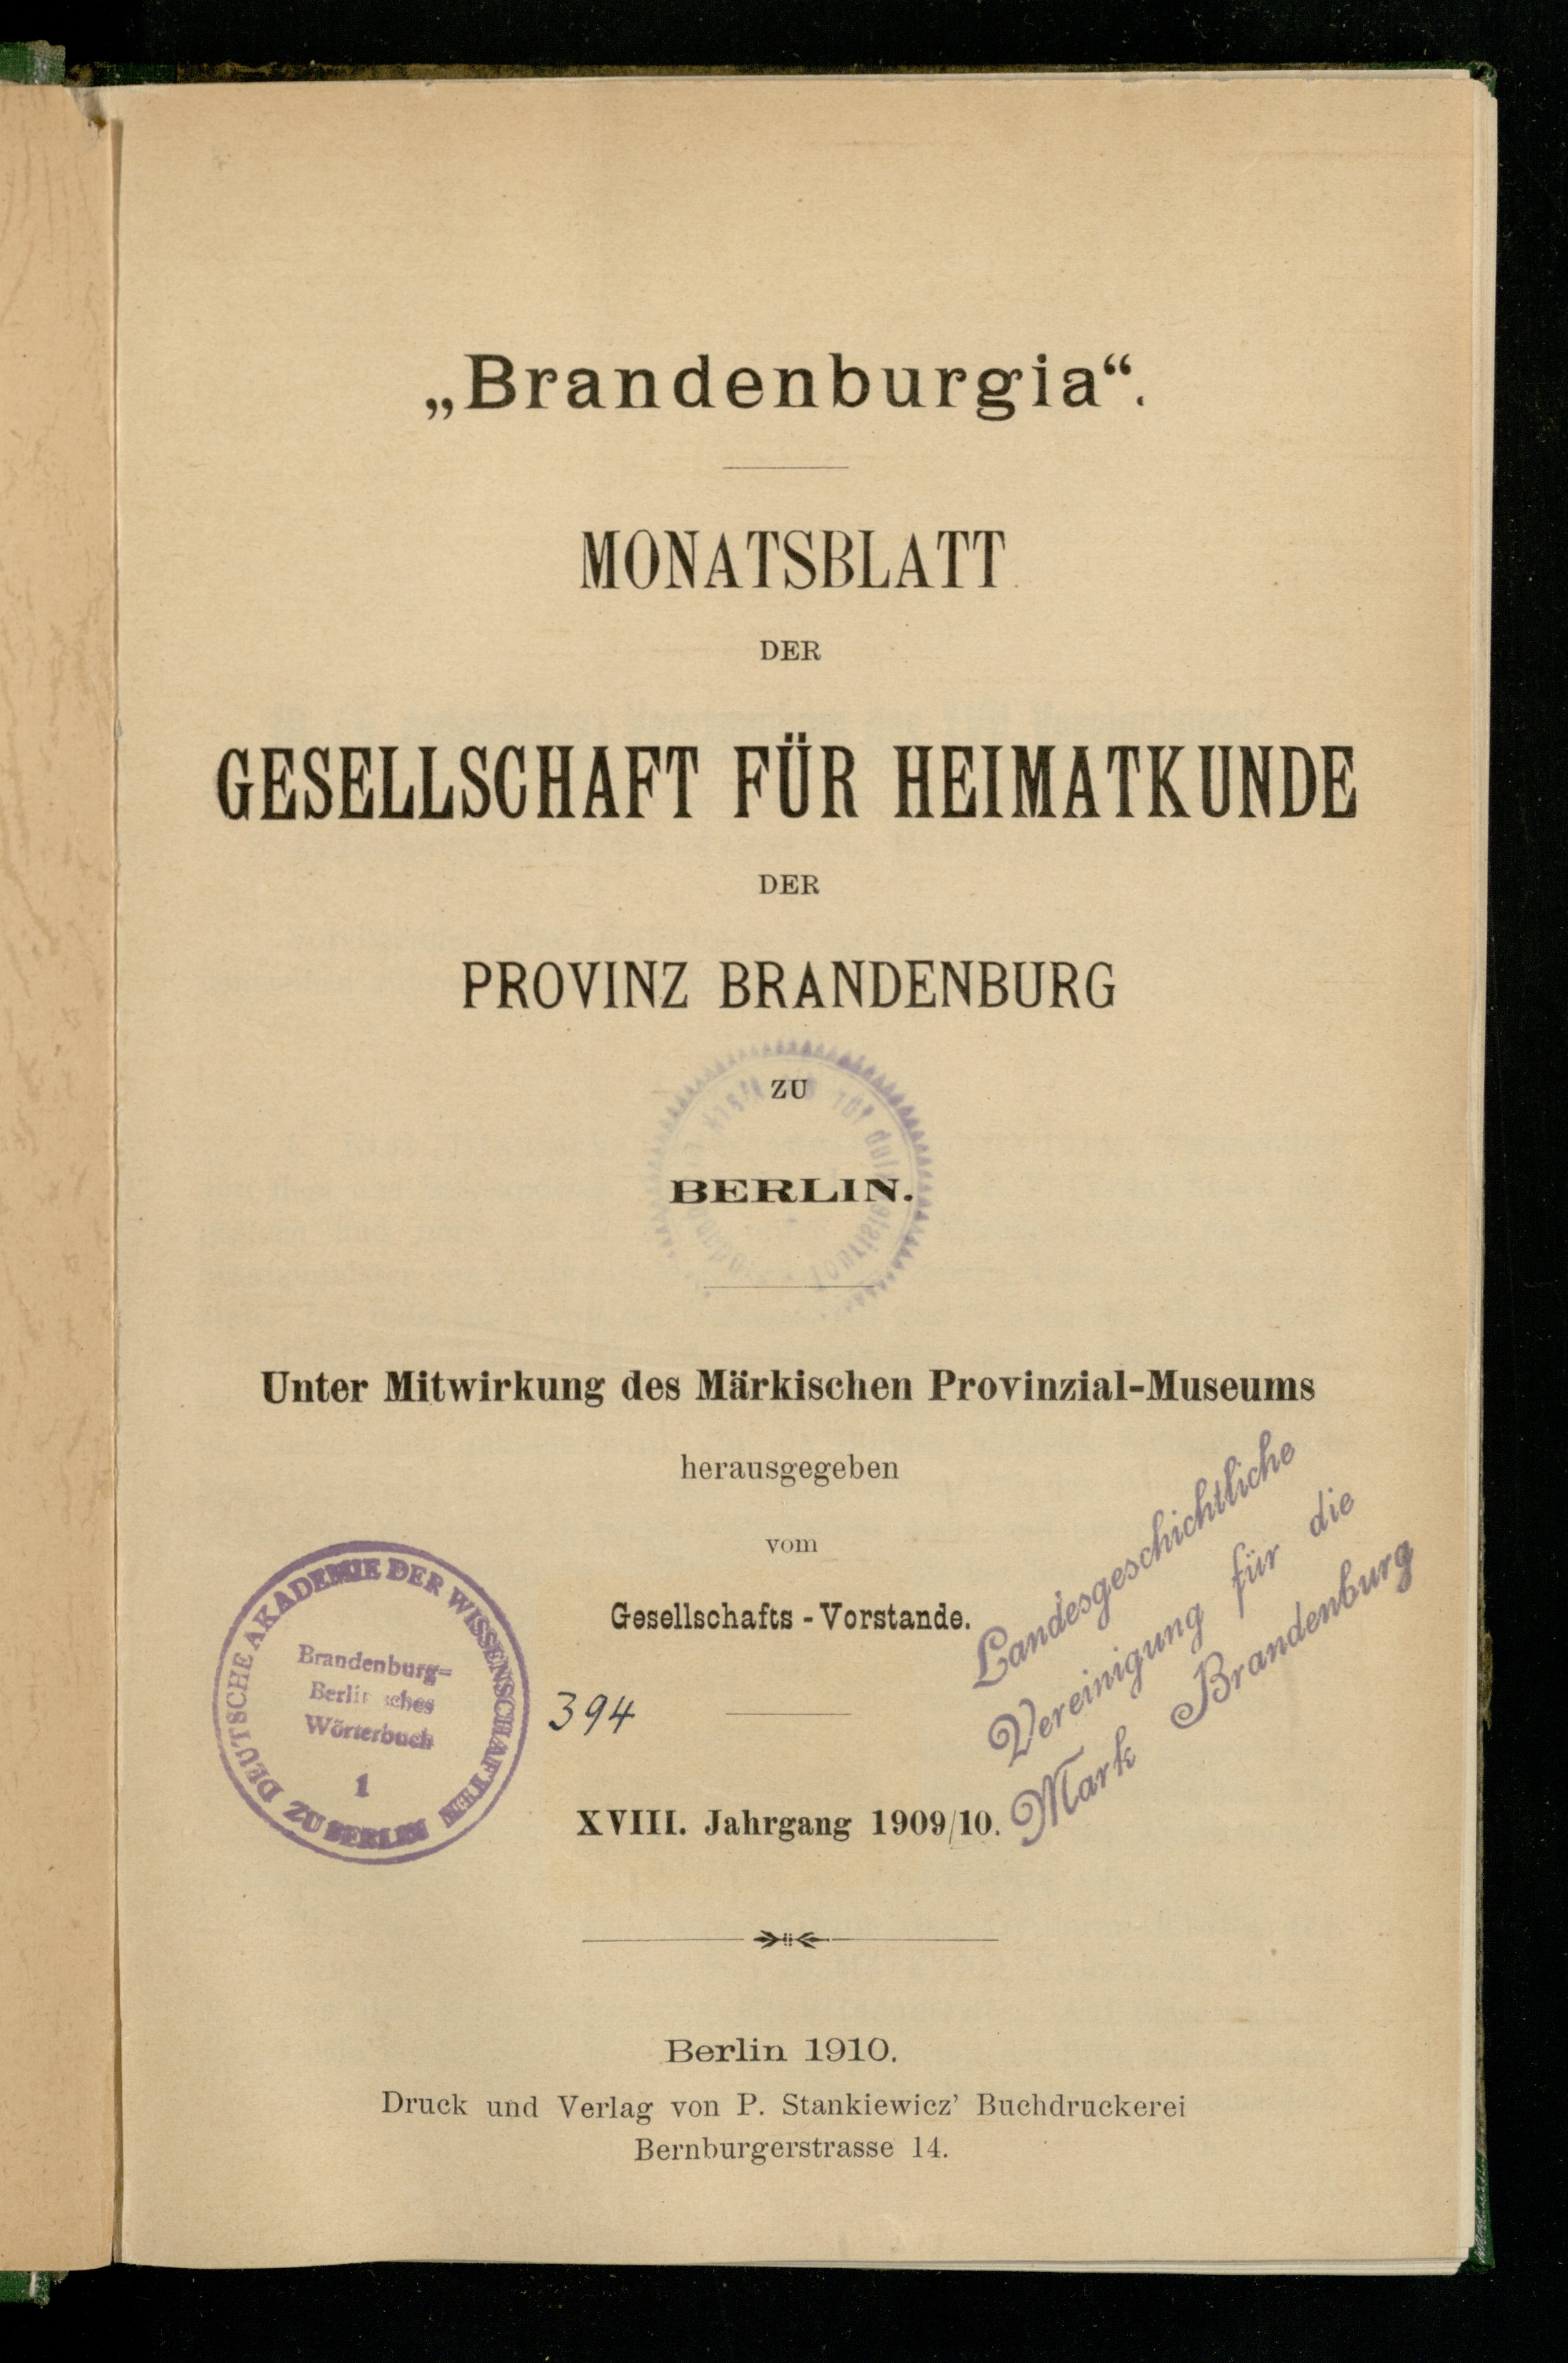 „Brandenburgia“.
MONATSBLATT
DER
GESELLSCHAFT FÜR HEIMATKUNDE
DER
PROVINZ BRANDENBURG
ZU
BERLIN.
Unter Mitwirkung des Märkischen Provinzial-Museums
herausgegeben
vom
Gesellschafts-Vorstande.
Landesgeschichtliche
Vereinigung für die
Mark Brandenburg
DEUTSCHE AKADEMIE DER WISSENSCHAFTEN
ZU BERLIN
Brandenburg-
Wörterbuch
1
394
XVIII. Jahrgang 1909/10.
Berlin 1910.
Druck und Verlag von P. Stankiewicz’ Buchdruckerei
Bernburgerstrasse 14.